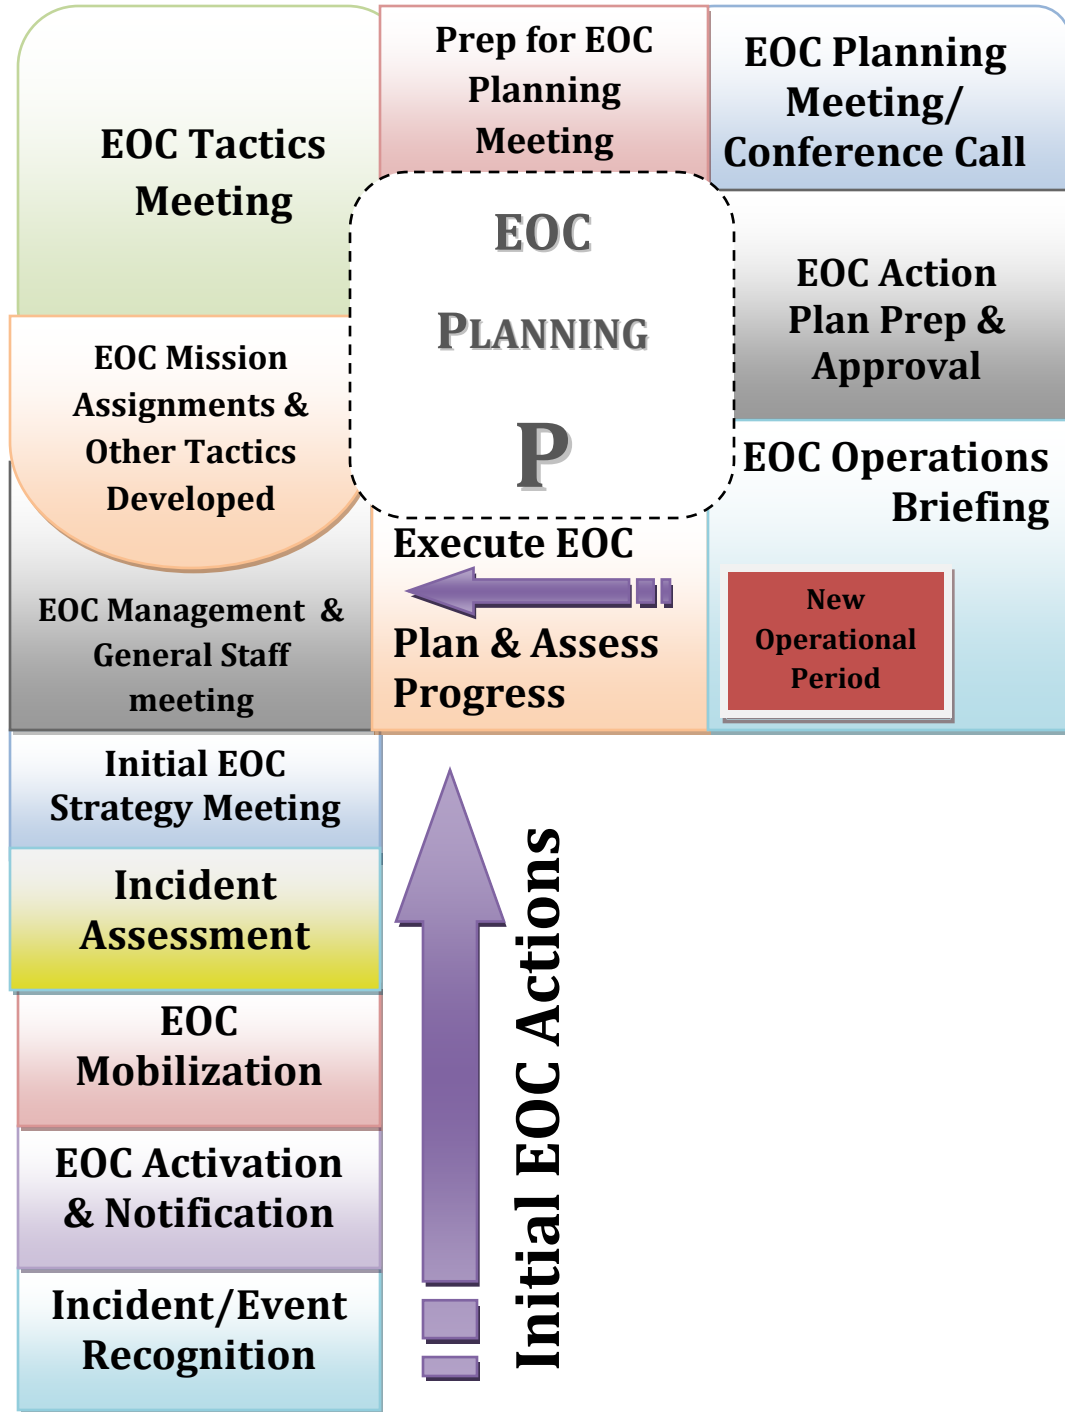 EOC Tactics
Meeting
Prep for EOC
Planning
Meeting
EOC Planning
Meeting/
Conference Call
EOC
PLANNING
P
EOC Action
Plan Prep &
Approval
EOC Mission
Assignments &
Other Tactics
Developed
EOC Operations
Briefing
Execute EOC
Plan & Assess
Progress
New
Operational
Period
EOC Management &
General Staff
meeting
Initial EOC
Strategy Meeting
Incident
Assessment
EOC
Mobilization
EOC Activation
& Notification
Incident/Event
Recognition
Initial EOC Actions